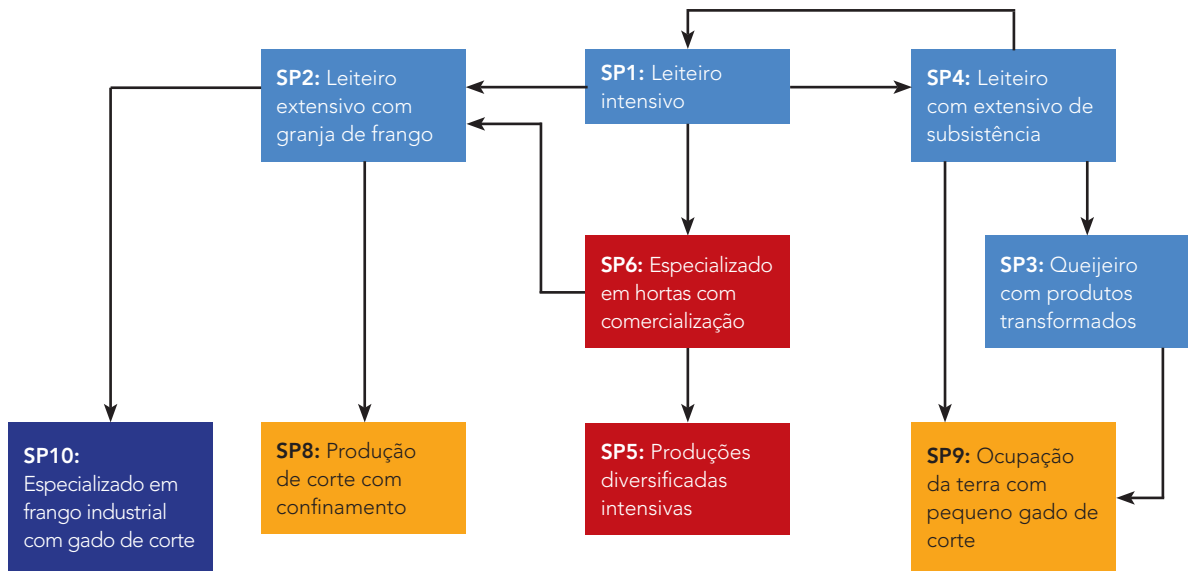 SP2: Leiteiro
extensivo com
granja de frango
SP1: Leiteiro
intensivo
SP4: Leiteiro
com extensivo de
subsistência
SP6: Especializado
em hortas com
comercialização
SP3: Queijeiro
com produtos
transformados
SP10:
Especializado em
frango industrial
com gado de corte
SP8: Produção
de corte com
confinamento
SP5: Produções
diversificadas
intensivas
SP9: Ocupação
da terra com
pequeno gado de
corte